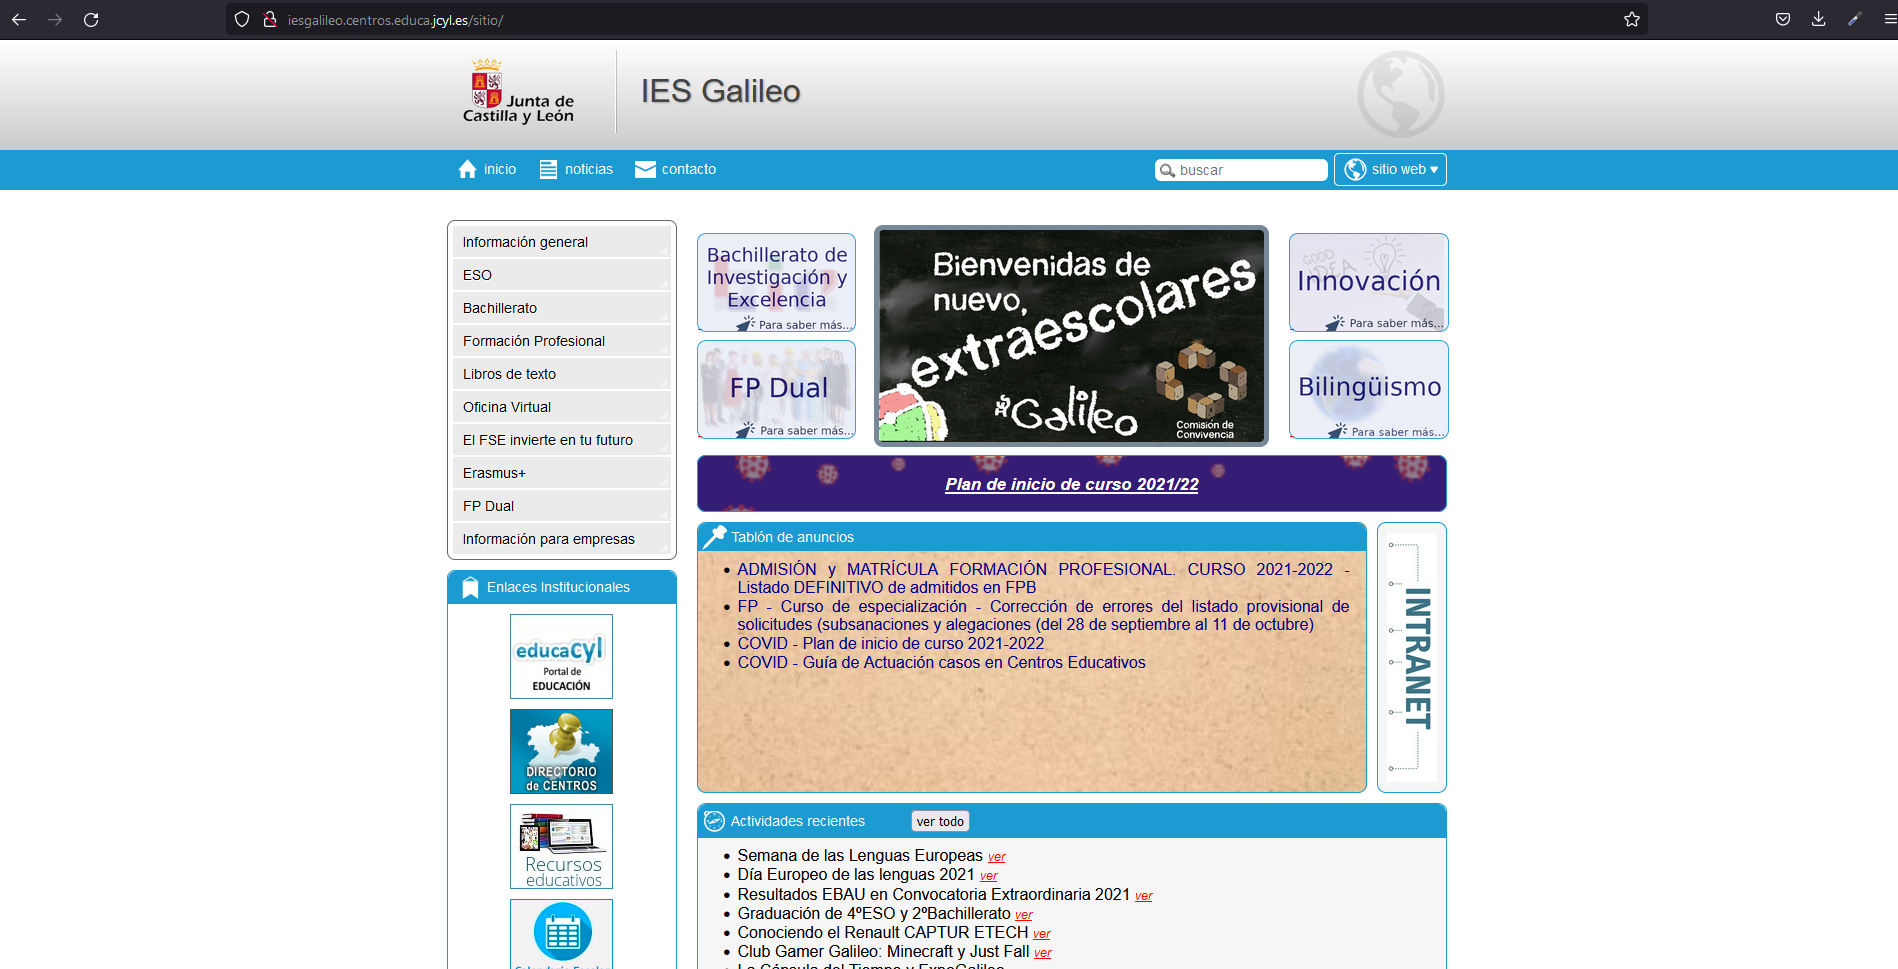 iesgalileo.centros.educa.jcyl.es/sitio/
Junta de
Castilla y León
IES Galileo
inicio
noticias
contacto
buscar
sitio web ▾
Información general
ESO
Bachillerato
Formación Profesional
Libros de texto
Oficina Virtual
El FSE invierte en tu futuro
Erasmus+
FP Dual
Información para empresas
Enlaces Institucionales
educacyl
Portal de
EDUCACIÓN
DIRECTORIO
de CENTROS
Recursos
educativos
Bachillerato de
Investigación y
Excelencia
Para saber más...
FP Dual
Para saber más...
Bienvenidas de
nuevo,
extraescolares
Galileo
Comisión de
Convivencia
GOOD
IDEA
Innovación
Para saber más...
Bilingüismo
Para saber más...
Plan de inicio de curso 2021/22
Tablón de anuncios
ADMISIÓN y MATRÍCULA FORMACIÓN PROFESIONAL. CURSO 2021-2022 -
Listado DEFINITIVO de admitidos en FPB
FP - Curso de especialización - Corrección de errores del listado provisional de
solicitudes (subsanaciones y alegaciones (del 28 de septiembre al 11 de octubre)
COVID - Plan de inicio de curso 2021-2022
COVID - Guía de Actuación casos en Centros Educativos
INTRANET
Actividades recientes
ver todo
Semana de las Lenguas Europeas ver
Día Europeo de las lenguas 2021 ver
Resultados EBAU en Convocatoria Extraordinaria 2021 ver
Graduación de 4ºESO y 2ºBachillerato ver
Conociendo el Renault CAPTUR ETECH ver
Club Gamer Galileo: Minecraft y Just Fall ver
La Cápsula del Tiempo y ExpoGalileo